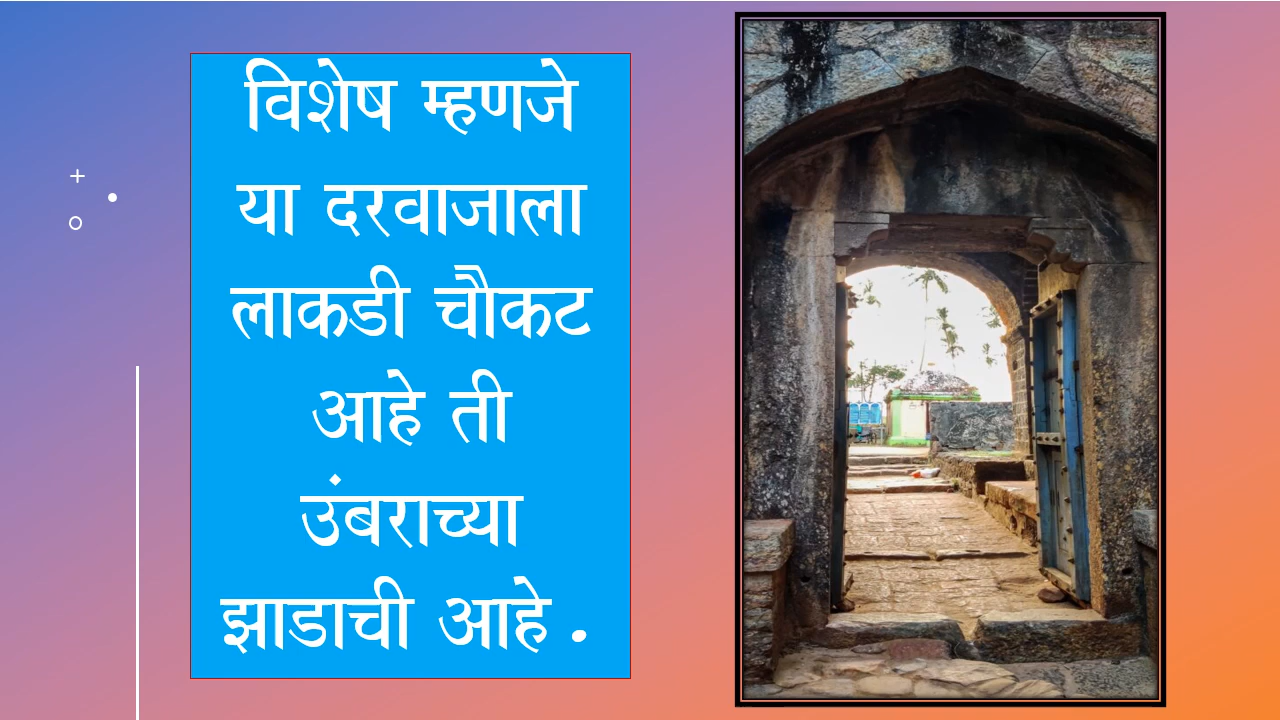 विशेष म्हणजे
या दरवाजाला
लाकडी चौकट
आहे ती
उंबराच्या
झाडाची आहे .